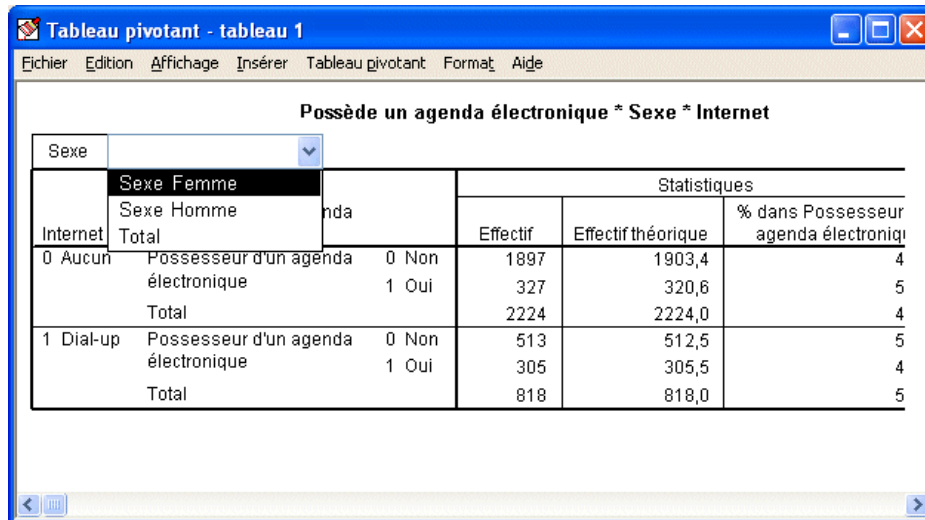 Tableau pivotant - tableau 1
Fichier Edition Affichage Insérer Tableau pivotant Format Aide
Possède un agenda électronique * Sexe * Internet
Sexe
Sexe Femme
Sexe Homme
Total
Statistiques
Internet
Effectif Effectif théorique % dans Possesseur
0 Aucun Possesseur d'un agenda électronique 0 Non 1897 1903,4 4
1 Oui 327 320,6 5
Total 2224 2224,0 4
1 Dial-up Possesseur d'un agenda électronique 0 Non 513 512,5 5
1 Oui 305 305,5 4
Total 818 818,0 5